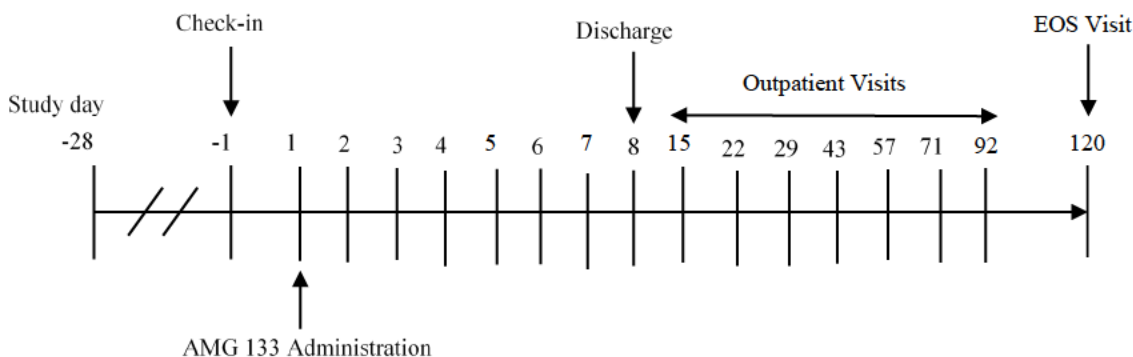 Check-in
Discharge
EOS Visit
Outpatient Visits
Study day
-28 -1 1 2 3 4 5 6 7 8 15 22 29 43 57 71 92 120
AMG 133 Administration